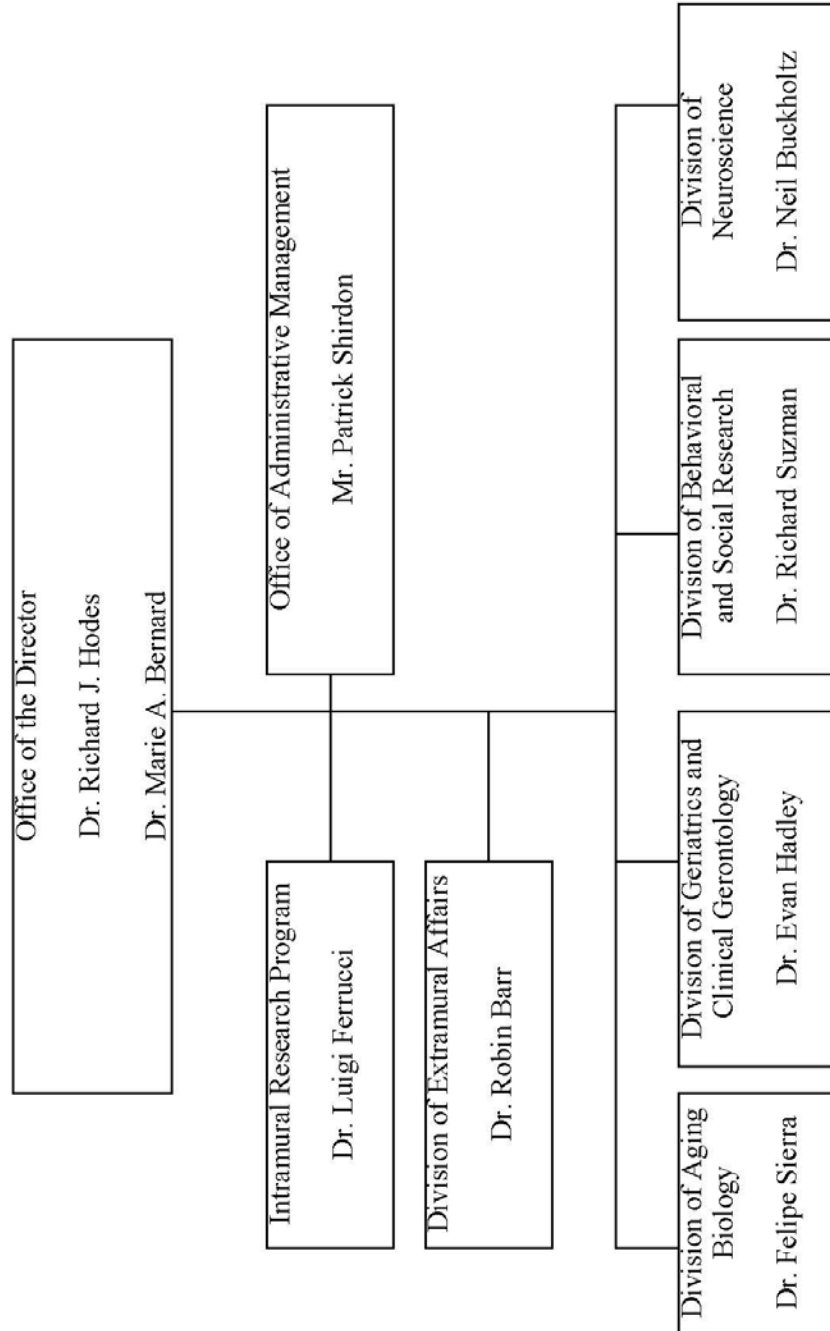 Office of the Director
Dr. Richard J. Hodes
Dr. Marie A. Bernard
Intramural Research Program
Dr. Luigi Ferrucci
Office of Administrative Management
Mr. Patrick Shirdon
Division of Extramural Affairs
Dr. Robin Barr
Division of Aging
Biology
Dr. Felipe Sierra
Division of Geriatrics and
Clinical Gerontology
Dr. Evan Hadley
Division of Behavioral
and Social Research
Dr. Richard Suzman
Division of
Neuroscience
Dr. Neil Buckholtz